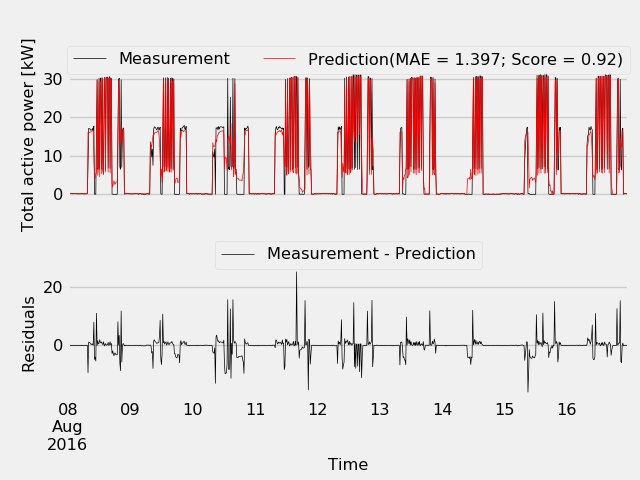 Measurement
Prediction(MAE = 1.397; Score = 0.92)
Total active power [kW]
30
20
10
0
Measurement - Prediction
Residuals
20
0
08 09 10 11 12 13 14 15 16
Aug
2016
Time